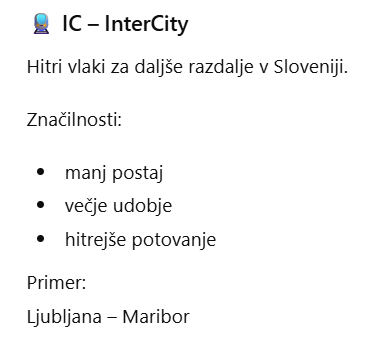 🚆 IC – InterCity
Hitri vlaki za daljše razdalje v Sloveniji.
Značilnosti:
• manj postaj
• večje udobje
• hitrejše potovanje
Primer:
Ljubljana – Maribor